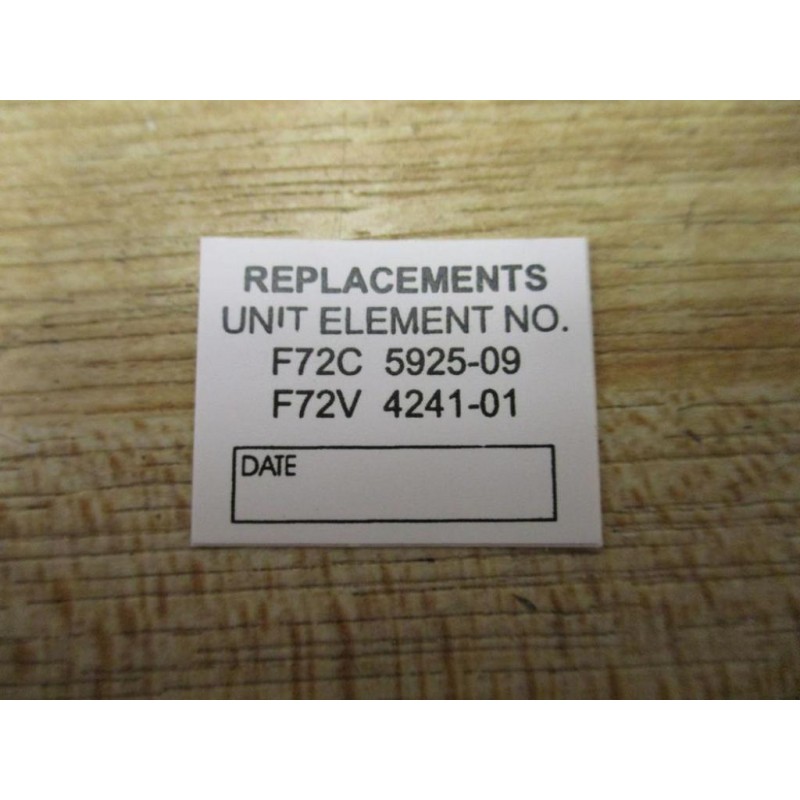 REPLACEMENTS
UNIT ELEMENT NO.
F72C 5925-09
F72V 4241-01
DATE